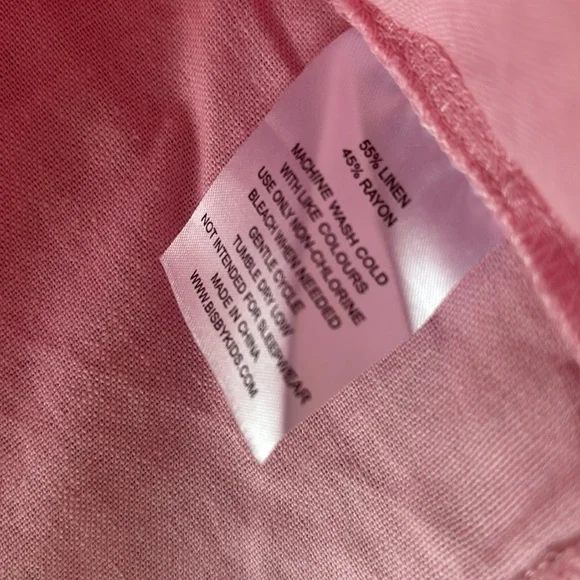 55% LINEN
45% RAYON
MACHINE WASH COLD
WITH LIKE COLOURS
USE ONLY NON-CHLORINE
BLEACH WHEN NEEDED
GENTLE CYCLE
TUMBLE DRY LOW
NOT INTENDED FOR SLEEPWEAR
MADE IN CHINA
WWW.BISBYKIDS.COM